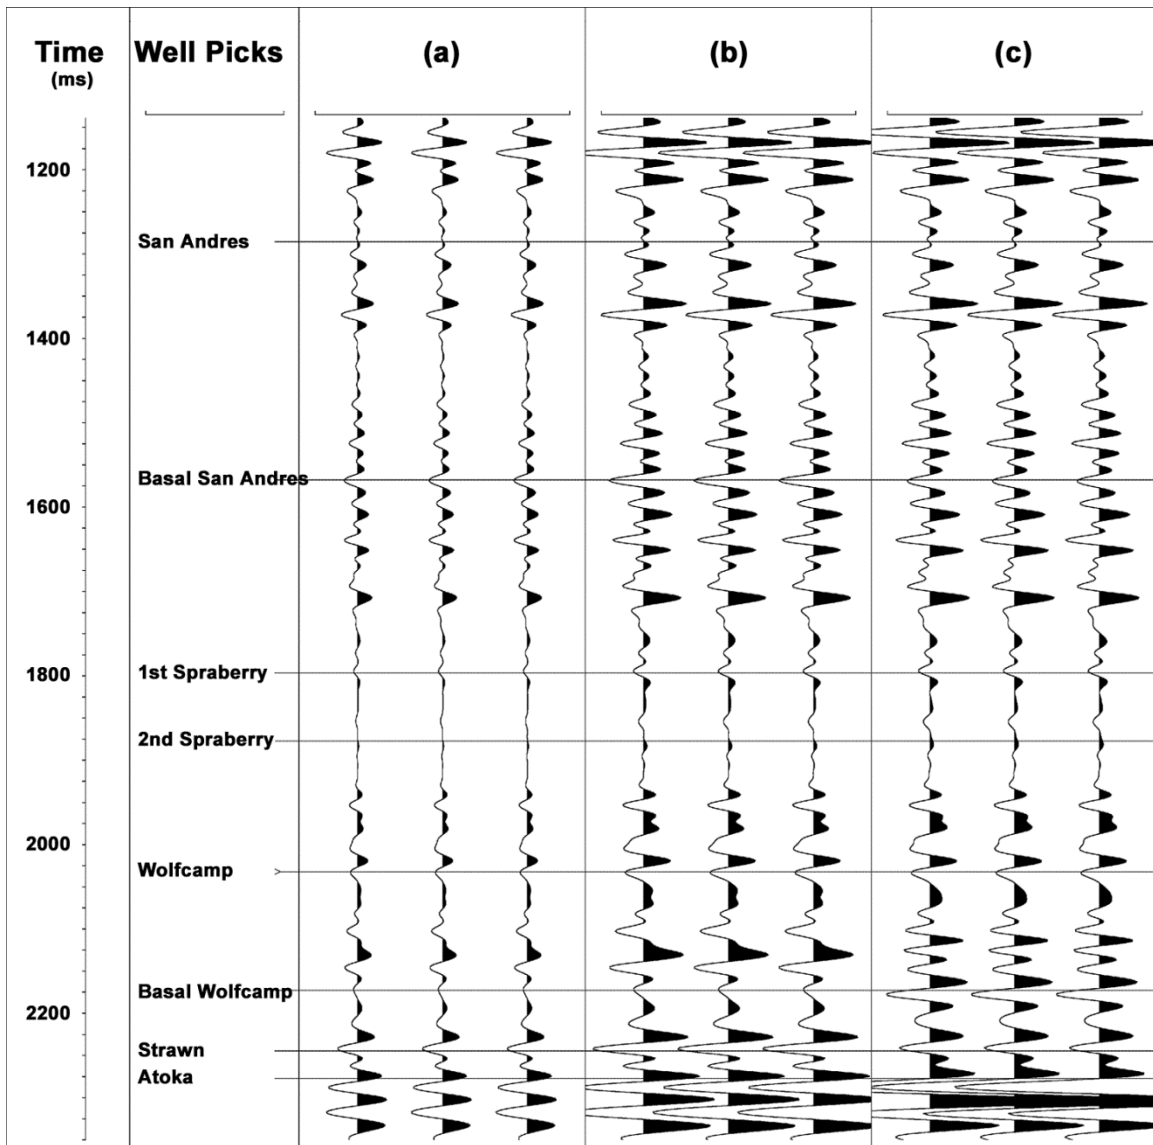 Time
(ms)
Well Picks
(a)
(b)
(c)
1200
San Andres
1400
Basal San Andres
1600
1st Spraberry
1800
2nd Spraberry
2000
Wolfcamp
Basal Wolfcamp
2200
Strawn
Atoka